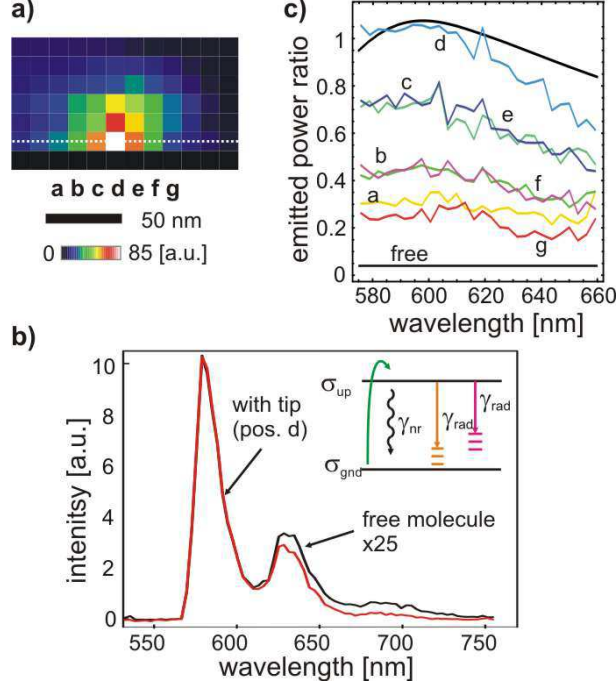 a)
a b c d e f g
50 nm
0 85 [a.u.]
c)
emitted power ratio
1
0.8
0.6
0.4
0.2
0
d
c
e
b
f
a
g
free
580 600 620 640 660
wavelength [nm]
b)
intenitsy [a.u.]
10
8
6
4
2
0
with tip
(pos. d)
free molecule
x25
σup
γnr
γrad
γrad
σgnd
550 600 650 700 750
wavelength [nm]